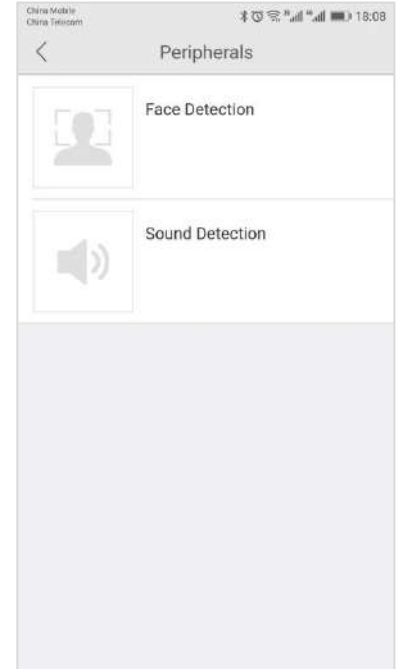 China Mobile
China Telecom
18:08
Peripherals
Face Detection
Sound Detection